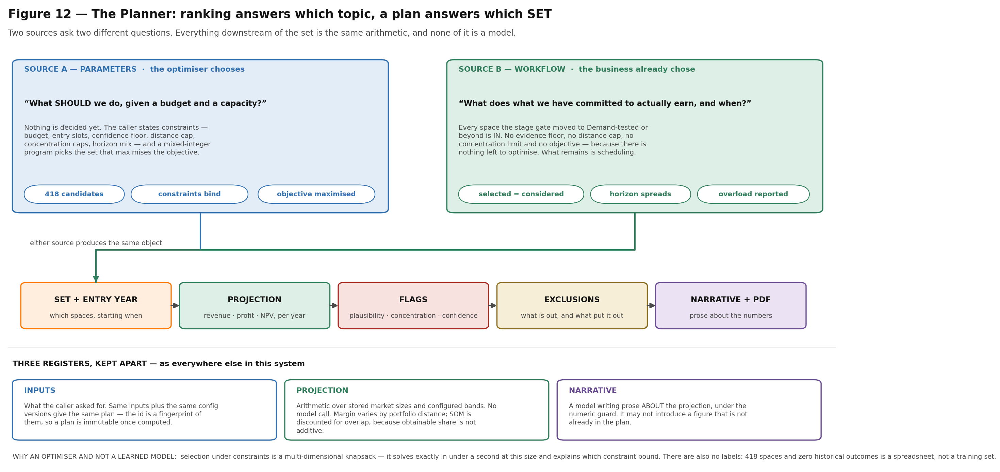 Figure 12 — The Planner: ranking answers which topic, a plan answers which SET
Two sources ask two different questions. Everything downstream of the set is the same arithmetic, and none of it is a model.
SOURCE A — PARAMETERS · the optimiser chooses
“What SHOULD we do, given a budget and a capacity?”
Nothing is decided yet. The caller states constraints —
budget, entry slots, confidence floor, distance cap,
concentration caps, horizon mix — and a mixed-integer
program picks the set that maximises the objective.
418 candidates
constraints bind
objective maximised
SOURCE B — WORKFLOW · the business already chose
“What does what we have committed to actually earn, and when?”
Every space the stage gate moved to Demand-tested or
beyond is IN. No evidence floor, no distance cap, no
concentration limit and no objective — because there is
nothing left to optimise. What remains is scheduling.
selected = considered
horizon spreads
overload reported
either source produces the same object
SET + ENTRY YEAR
which spaces, starting when
PROJECTION
revenue · profit · NPV, per year
FLAGS
plausibility · concentration · confidence
EXCLUSIONS
what is out, and what put it out
NARRATIVE + PDF
prose about the numbers
THREE REGISTERS, KEPT APART — as everywhere else in this system
INPUTS
What the caller asked for. Same inputs plus the same config
versions give the same plan — the id is a fingerprint of
them, so a plan is immutable once computed.
PROJECTION
Arithmetic over stored market sizes and configured bands. No
model call. Margin varies by portfolio distance; SOM is
discounted for overlap, because obtainable share is not
additive.
NARRATIVE
A model writing prose ABOUT the projection, under the
numeric guard. It may not introduce a figure that is not
already in the plan.
WHY AN OPTIMISER AND NOT A LEARNED MODEL: selection under constraints is a multi-dimensional knapsack — it solves exactly in under a second at this size and explains which constraint bound. There are also no labels: 418 spaces and zero historical outcomes is a spreadsheet, not a training set.